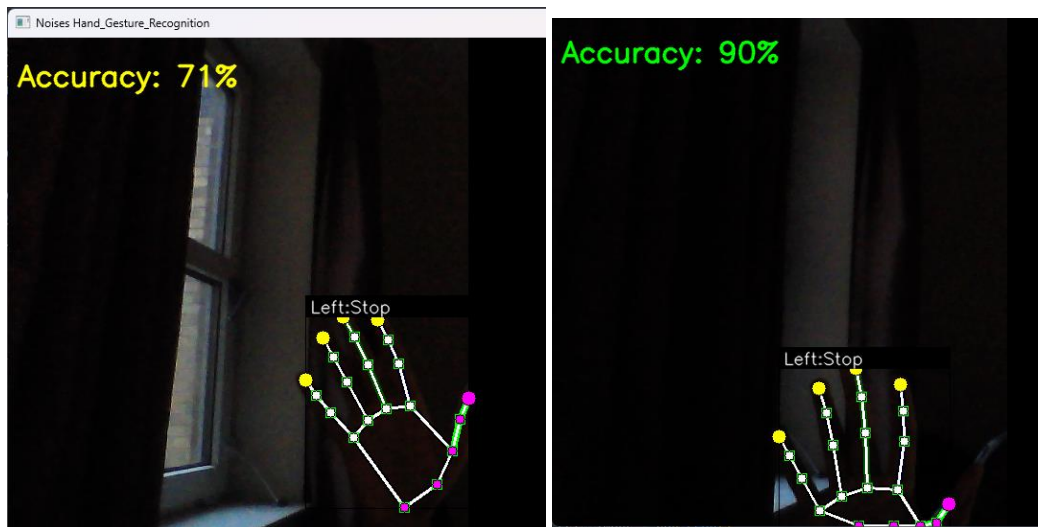 Noises Hand_Gesture_Recognition
Accuracy: 71%
Left:Stop
Accuracy: 90%
Left:Stop